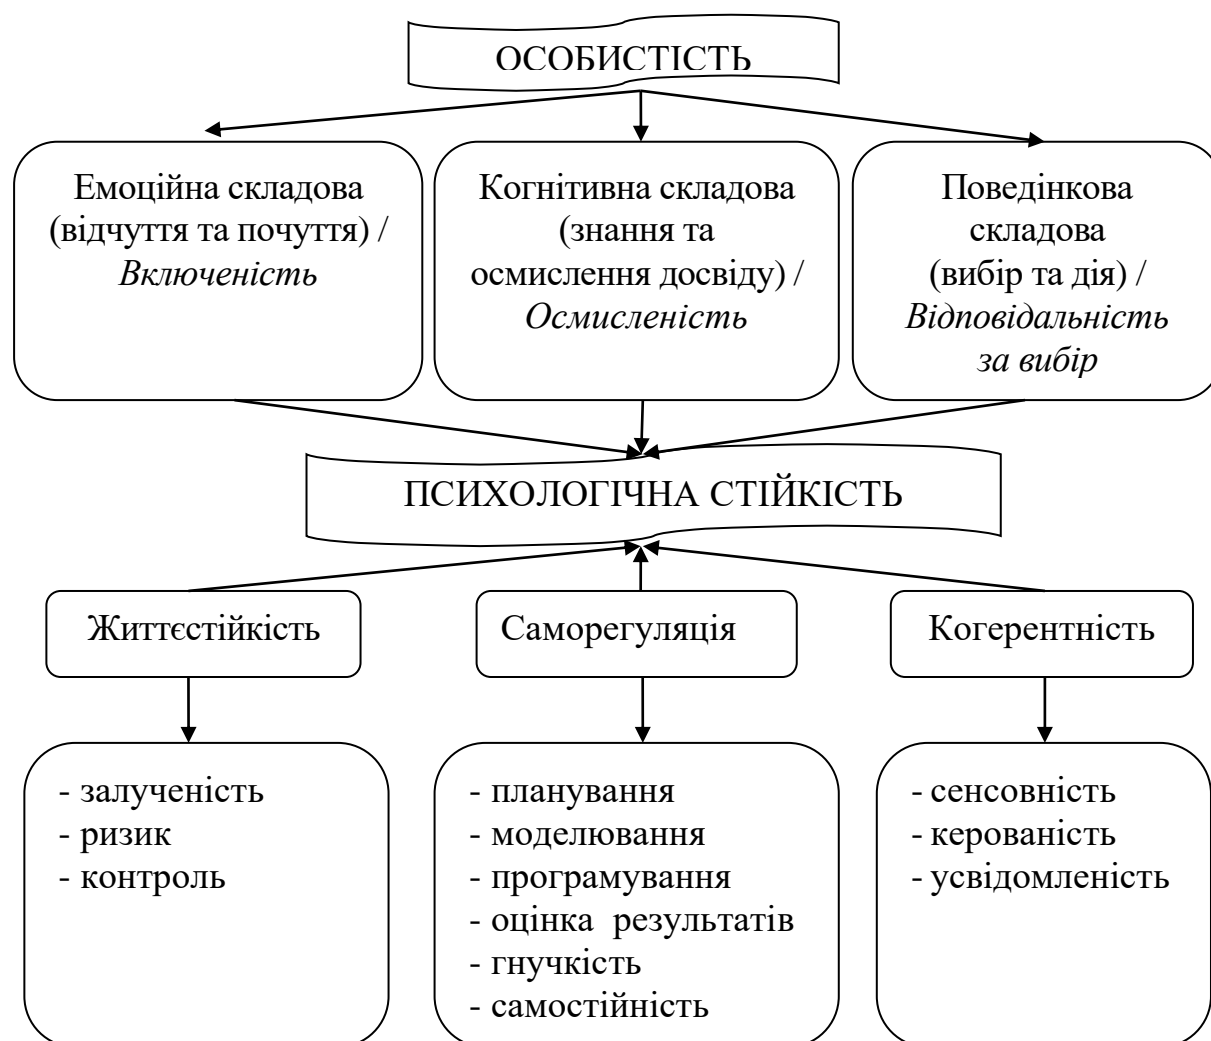 ОСОБИСТІСТЬ
Емоційна складова
(відчуття та почуття) /
Включеність
Когнітивна складова
(знання та
осмислення досвіду) /
Осмисленість
Поведінкова
складова
(вибір та дія) /
Відповідальність
за вибір
ПСИХОЛОГІЧНА СТІЙКІСТЬ
Життєстійкість
Саморегуляція
Когерентність
- залученість
- ризик
- контроль
- планування
- моделювання
- програмування
- оцінка результатів
- гнучкість
- самостійність
- сенсовність
- керованість
- усвідомленість